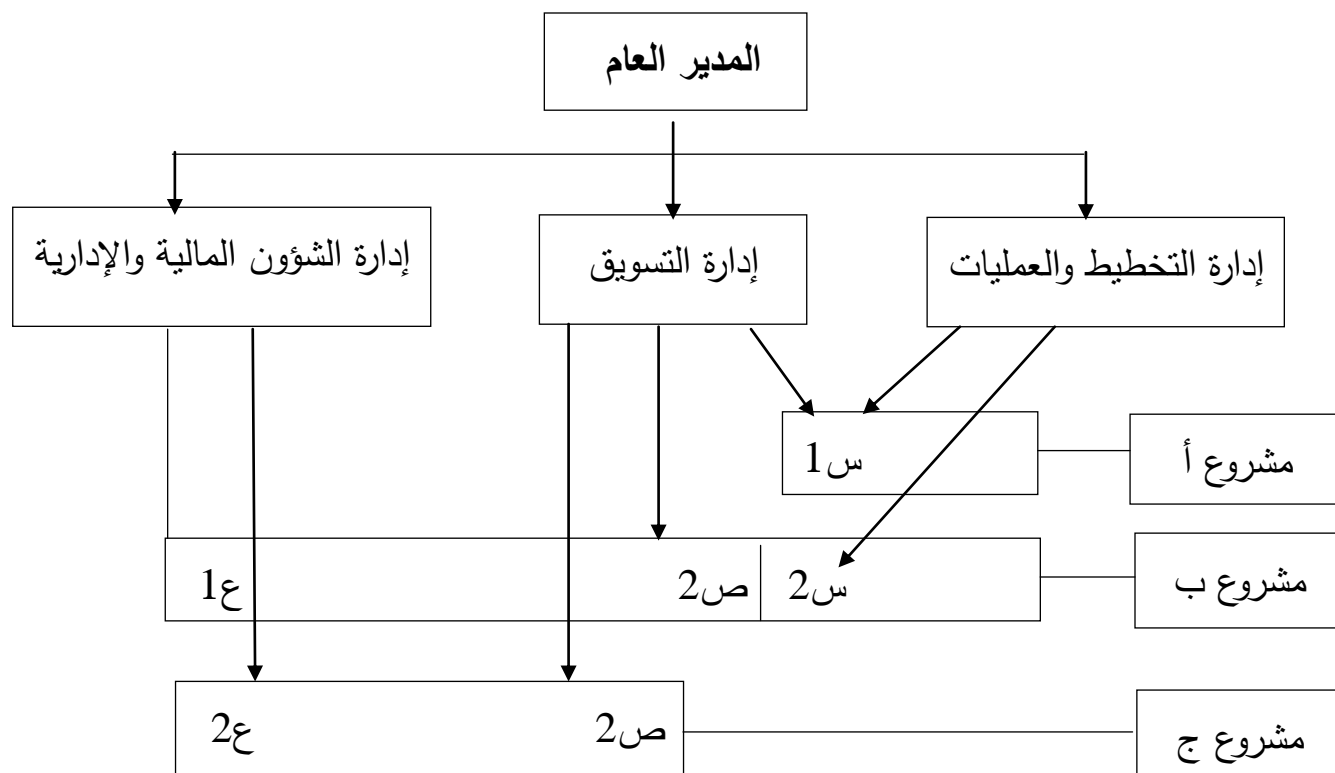 المدير العام
إدارة التخطيط والعمليات
إدارة التسويق
إدارة الشؤون المالية والإدارية
مشروع أ
س1
مشروع ب
س2
ص2
ع1
مشروع ج
ص2
ع2